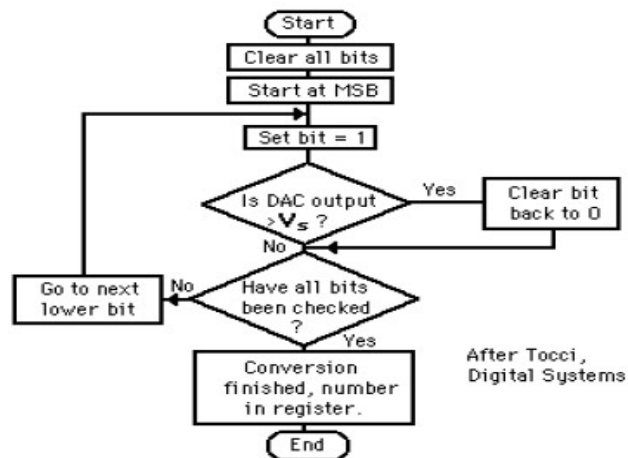 Start
Clear all bits
Start at MSB
Set bit = 1
Is DAC output
>Vs ?
Yes
Clear bit
back to 0
No
Have all bits
been checked
?
No
Go to next
lower bit
Yes
Conversion
finished, number
in register.
End
After Tocci,
Digital Systems